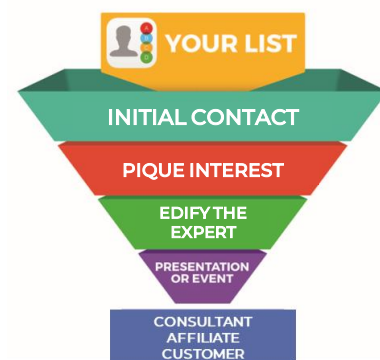 YOUR LIST
INITIAL CONTACT
PIQUE INTEREST
EDIFY THE
EXPERT
PRESENTATION
OR EVENT
CONSULTANT
AFFILIATE
CUSTOMER